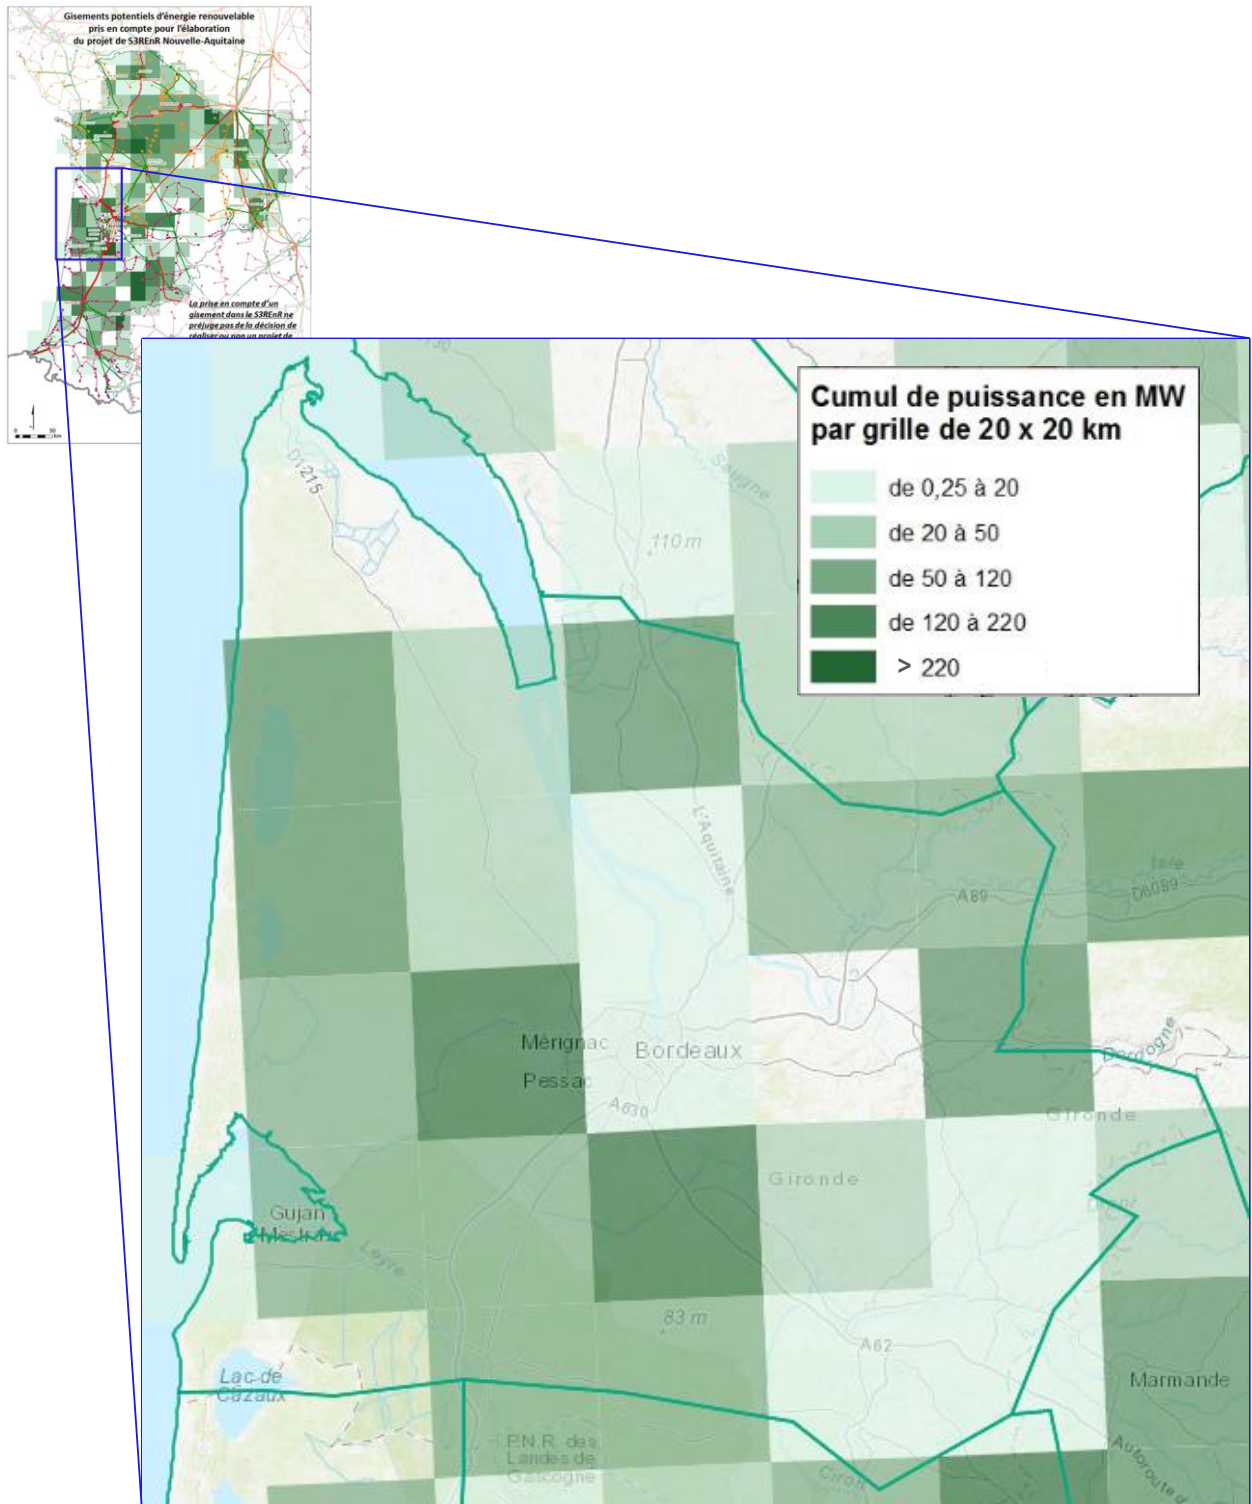 Gisements potentiels d'énergie renouvelable
pris en compte pour l'élaboration
du projet de S3REnR Nouvelle-Aquitaine
La prise en compte d'un
gisement dans le S3REnR ne
préjuge pas de la décision de
réaliser ou non un projet de
Cumul de puissance en MW
par grille de 20 x 20 km
de 0,25 à 20
de 20 à 50
de 50 à 120
de 120 à 220
> 220
D1215
Seugne
110 m
L'Aquitaine
Isle
A89
D6089
Mérignac
Bordeaux
Pessac
A630
Dordogne
Gironde
Gironde
Gujan
Mestras
Leyre
83 m
A62
Lac de
Cazaux
Marmande
P.N.R. des
Landes de
Gascogne
Ciron
Autoroute d